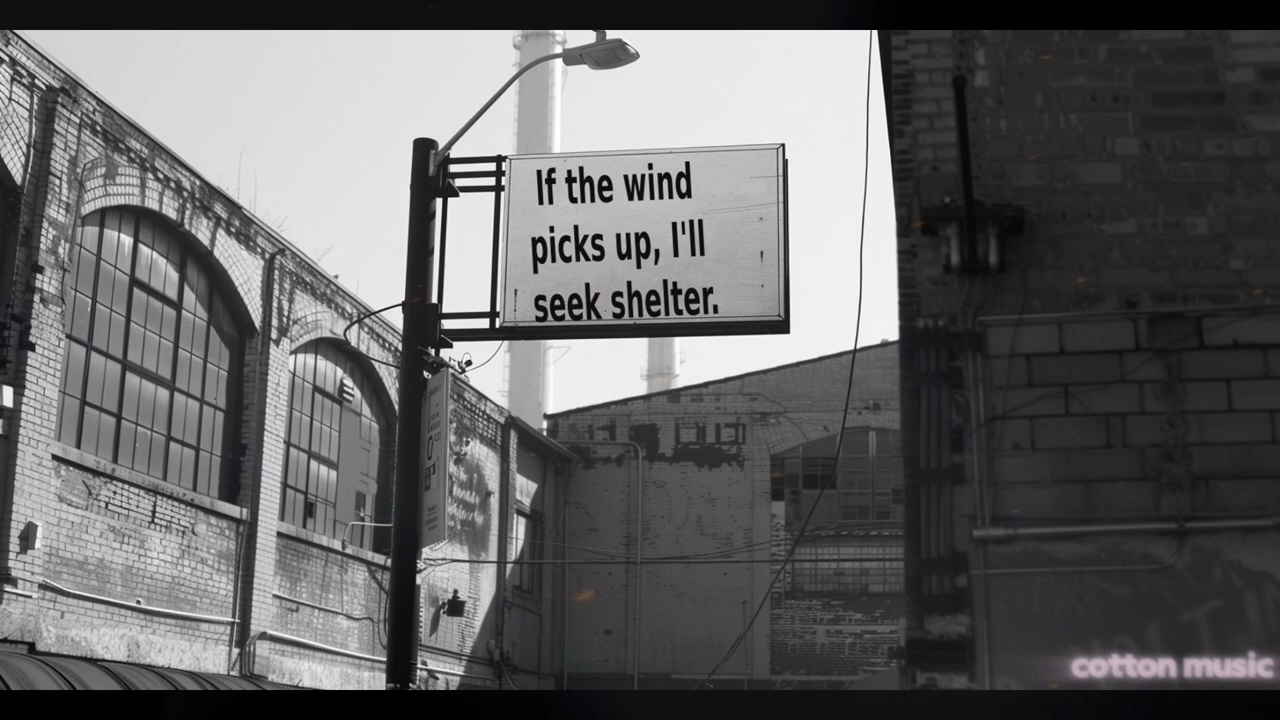 If the wind
picks up, I'll
seek shelter.
cotton music